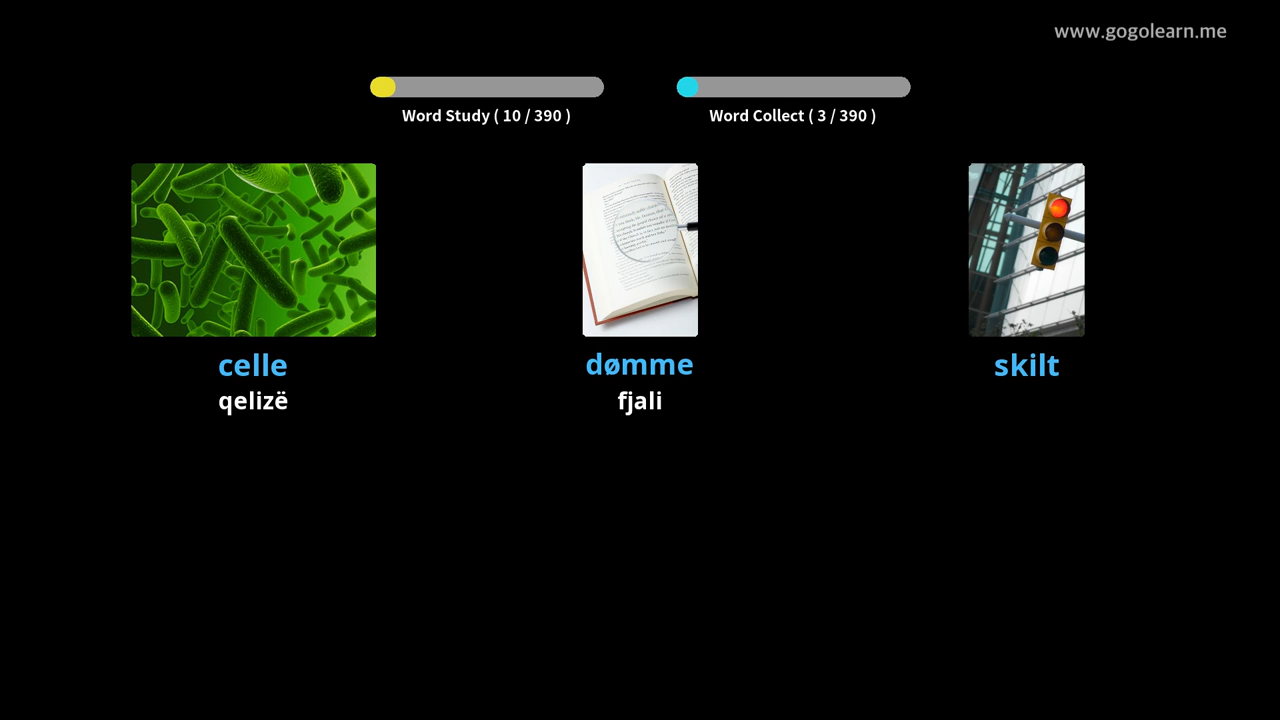 www.gogolearn.me
Word Study ( 10 / 390 )
Word Collect ( 3 / 390 )
celle
qelizë
dømme
fjali
skilt